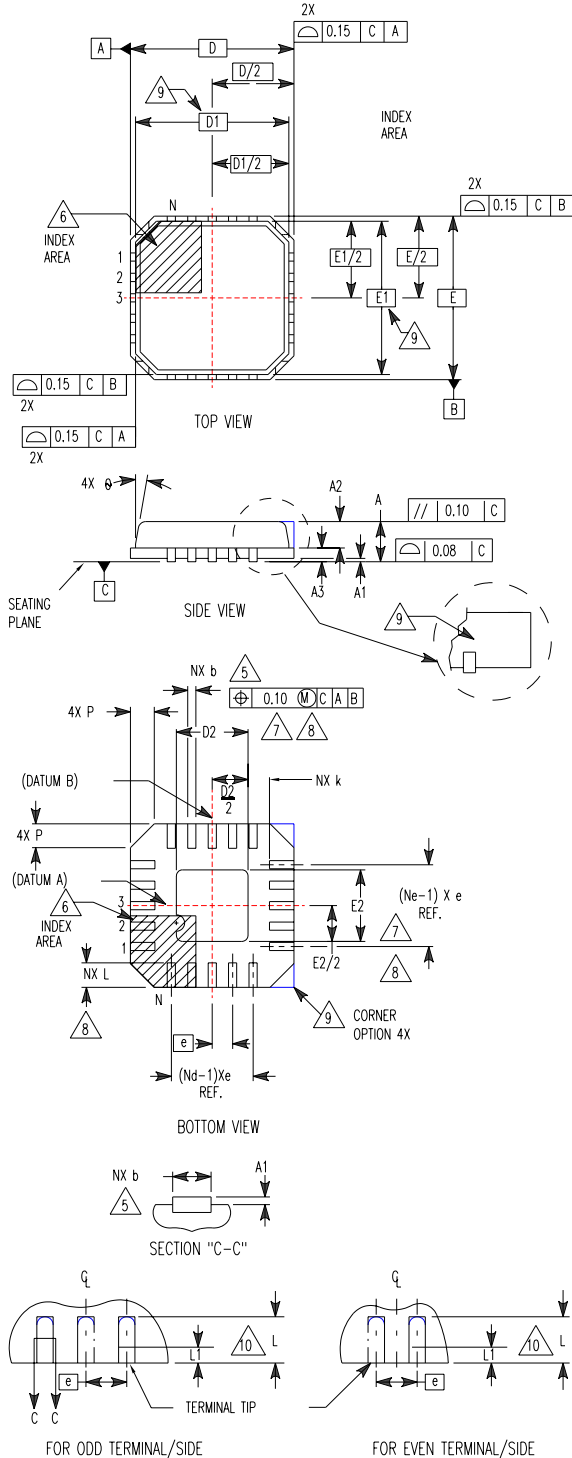 2X
0.15 C A
A
D
D/2
9
D1
INDEX
AREA
D1/2
2X
0.15 C B
N
6
INDEX
AREA
1
2
3
E1/2
E/2
E1
E
9
0.15 C B
2X
B
0.15 C A
2X
TOP VIEW
4X θ
A2
A
// 0.10 C
0.08 C
C
A3
A1
SEATING
PLANE
SIDE VIEW
9
NX b
5
0.10 M C A B
4X P
D2
7
8
(DATUM B)
D2
2
NX k
4X P
(DATUM A)
3
6
INDEX
AREA
2
1
E2
(Ne-1) X e
REF.
7
E2/2
8
NX L
8
N
9
CORNER
OPTION 4X
e
(Nd-1)Xe
REF.
BOTTOM VIEW
NX b
A1
5
SECTION "C-C"
CL
CL
L1
10
L
L1
10
L
e
e
C C
TERMINAL TIP
FOR ODD TERMINAL/SIDE
FOR EVEN TERMINAL/SIDE